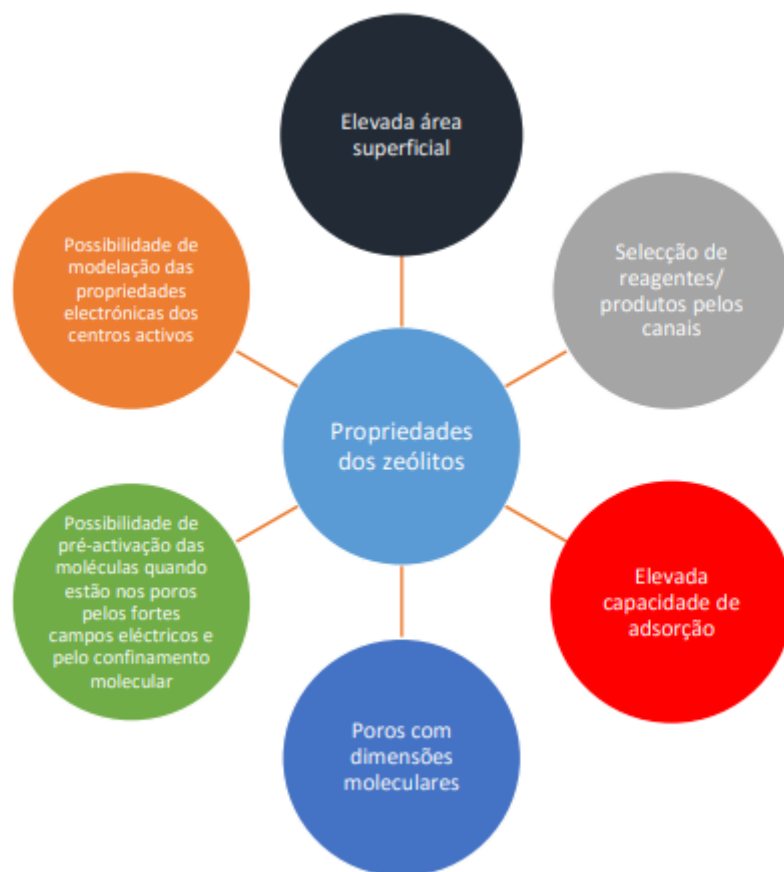 Elevada área
superficial
Selecção de
reagentes/
produtos pelos
canais
Elevada
capacidade de
adsorção
Poros com
dimensões
moleculares
Possibilidade de
pré-activação das
moléculas quando
estão nos poros
pelos fortes
campos eléctricos e
pelo confinamento
molecular
Possibilidade de
modelação das
propriedades
electrónicas dos
centros activos
Propriedades
dos zeólitos